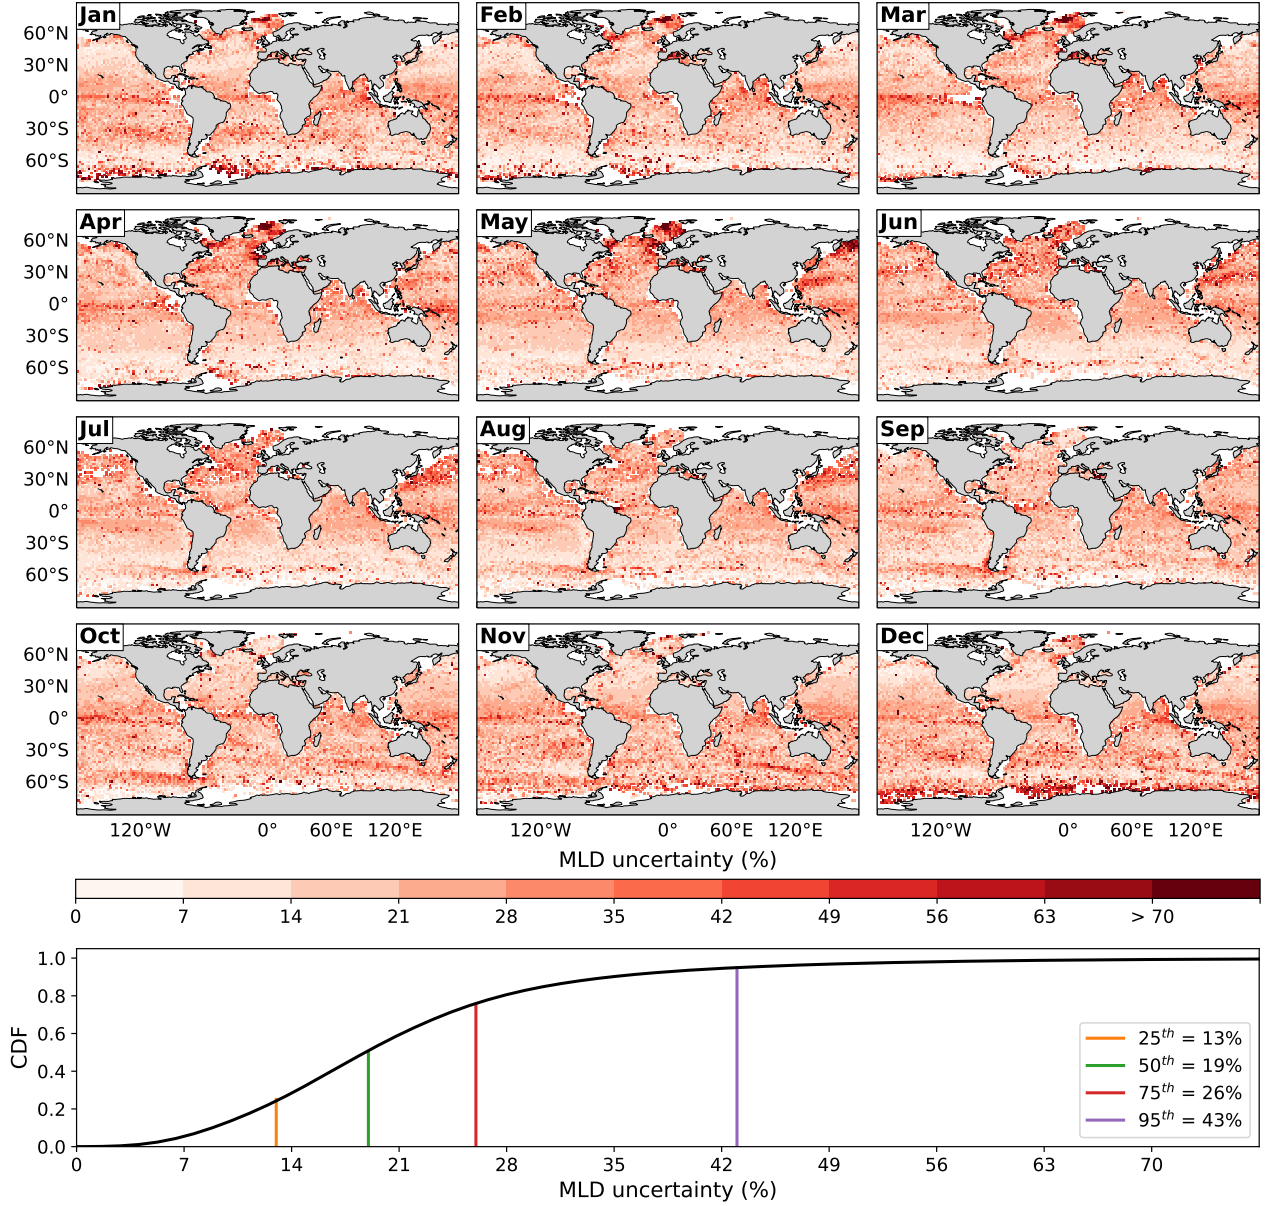 Jan Feb Mar
60°N
30°N
0°
30°S
60°S
Apr May Jun
60°N
30°N
0°
30°S
60°S
Jul Aug Sep
60°N
30°N
0°
30°S
60°S
Oct Nov Dec
60°N
30°N
0°
30°S
60°S
120°W 0° 60°E 120°E 120°W 0° 60°E 120°E 120°W 0° 60°E 120°E
MLD uncertainty (%)
0 7 14 21 28 35 42 49 56 63 > 70
1.0
0.8
0.6
0.4
0.2
0.0
CDF
25th = 13%
50th = 19%
75th = 26%
95th = 43%
0 7 14 21 28 35 42 49 56 63 70
MLD uncertainty (%)